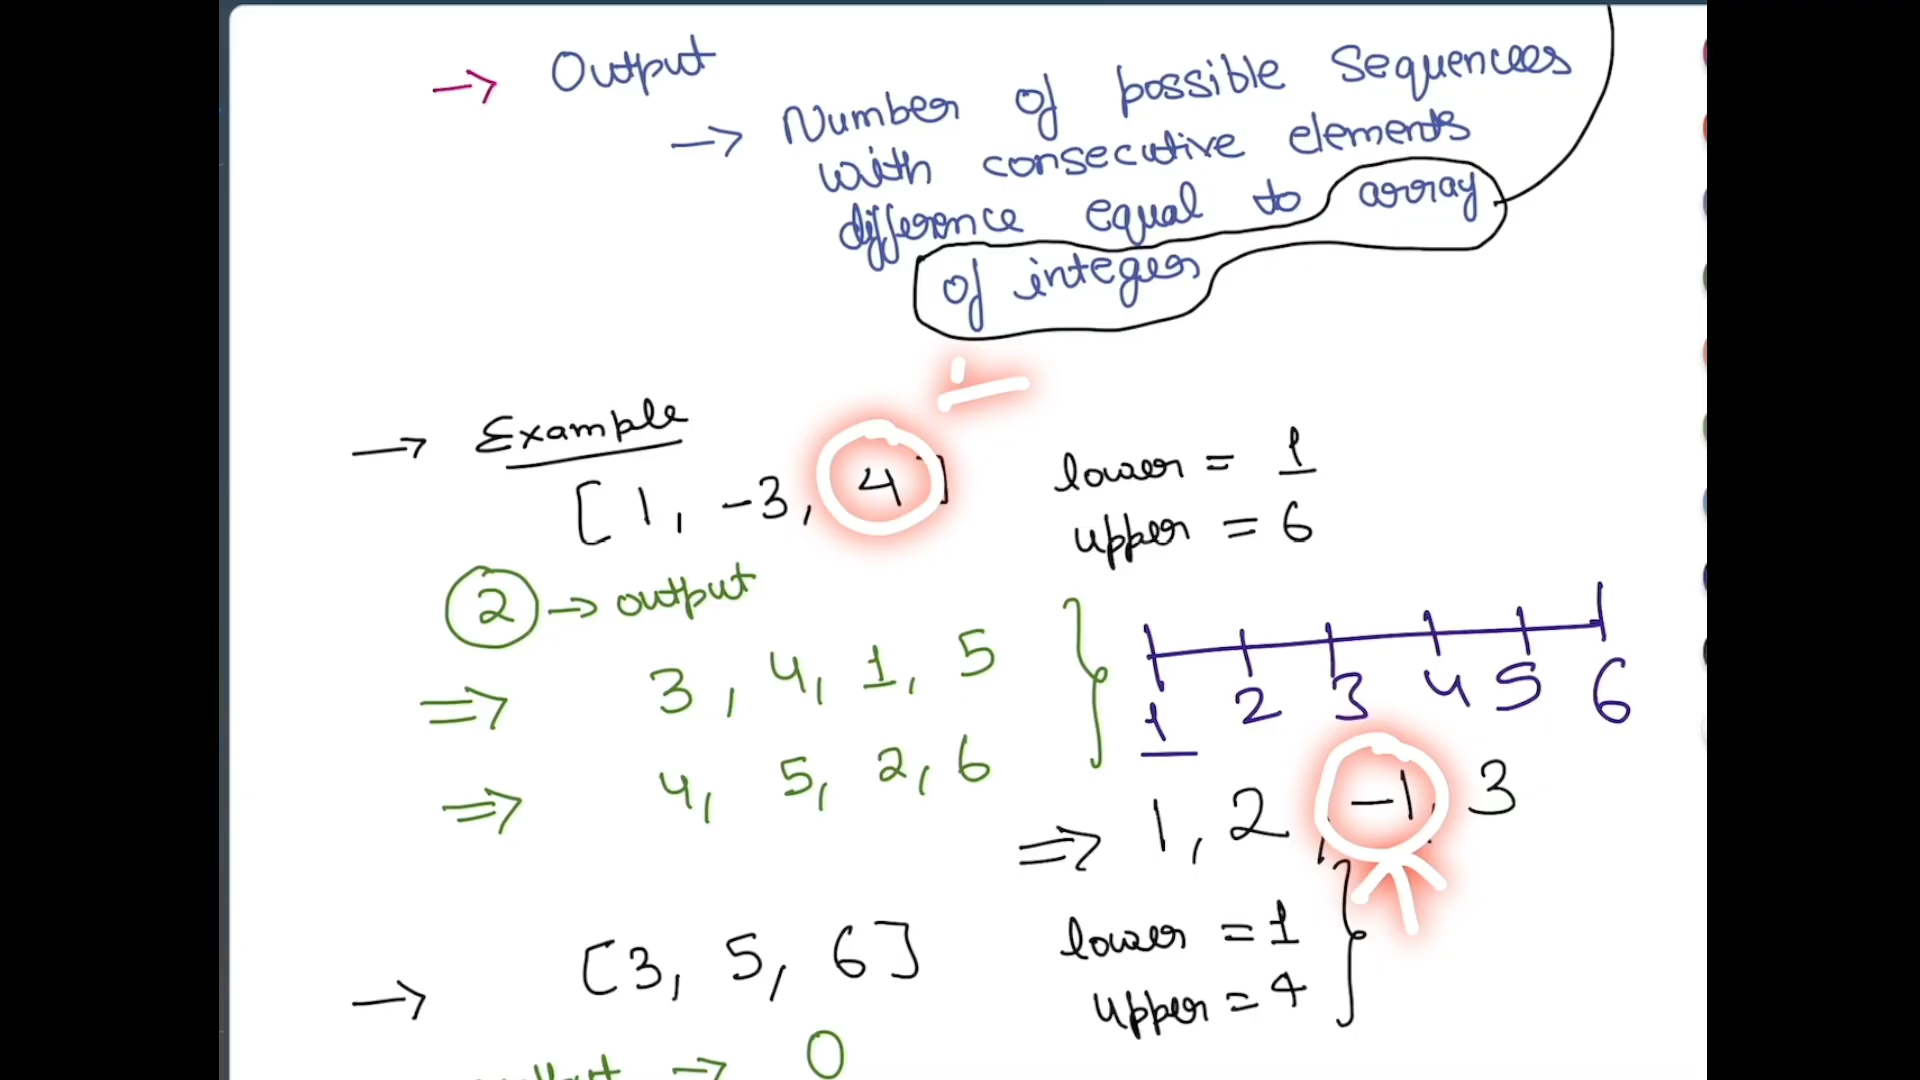 → Output
→ Number of possible Sequencees
with consecutive elements
difference equal to array
of integers
→ Example
[1, -3, 4]
lower = 1
upper = 6
2 → output
⇒ 3, 4, 1, 5
⇒ 4, 5, 2, 6
1 2 3 4 5 6
⇒ 1, 2, -1, 3
→ [3, 5, 6]
lower = 1
upper = 4
→ 0